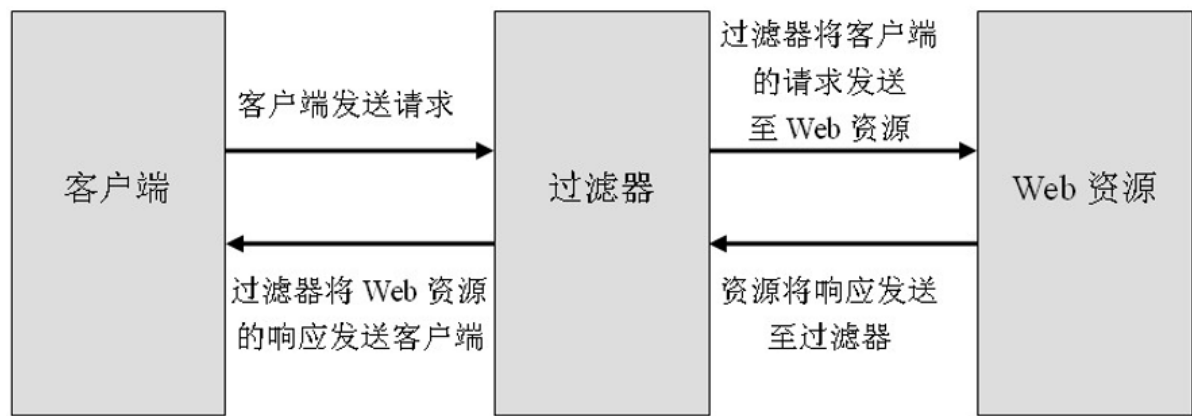 客户端
客户端发送请求
过滤器将 Web 资源
的响应发送客户端
过滤器
过滤器将客户端
的请求发送
至 Web 资源
资源将响应发送
至过滤器
Web 资源